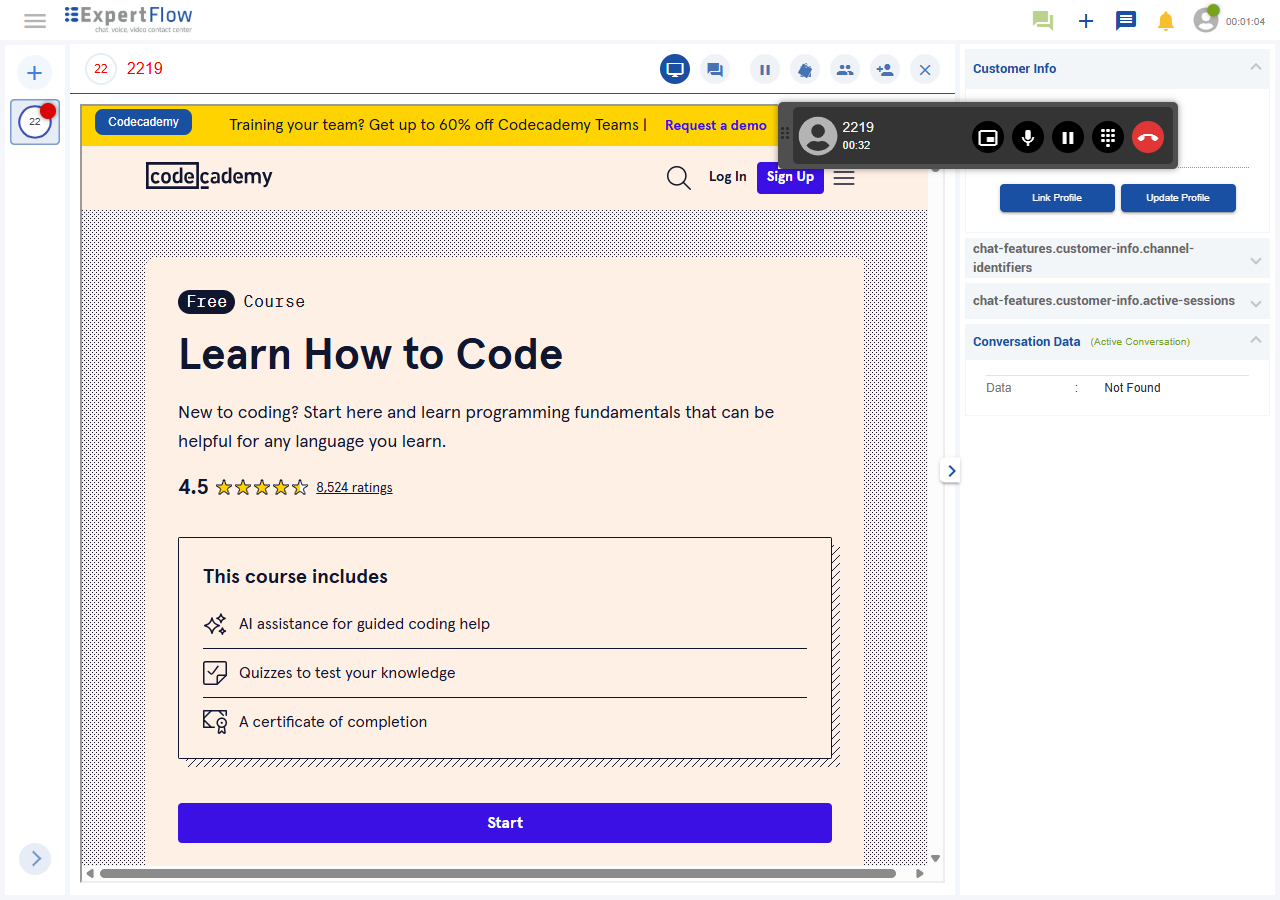 ExpertFlow
chat, voice, video contact center
00:01:04
22
22 2219
Codecademy
Training your team? Get up to 60% off Codecademy Teams | Request a demo
2219
00:32
codecademy
Log In
Sign Up
Free Course
Learn How to Code
New to coding? Start here and learn programming fundamentals that can be
helpful for any language you learn.
4.5 8,524 ratings
This course includes
AI assistance for guided coding help
Quizzes to test your knowledge
A certificate of completion
Start
Customer Info
Link Profile
Update Profile
chat-features.customer-info.channel-
identifiers
chat-features.customer-info.active-sessions
Conversation Data (Active Conversation)
Data : Not Found